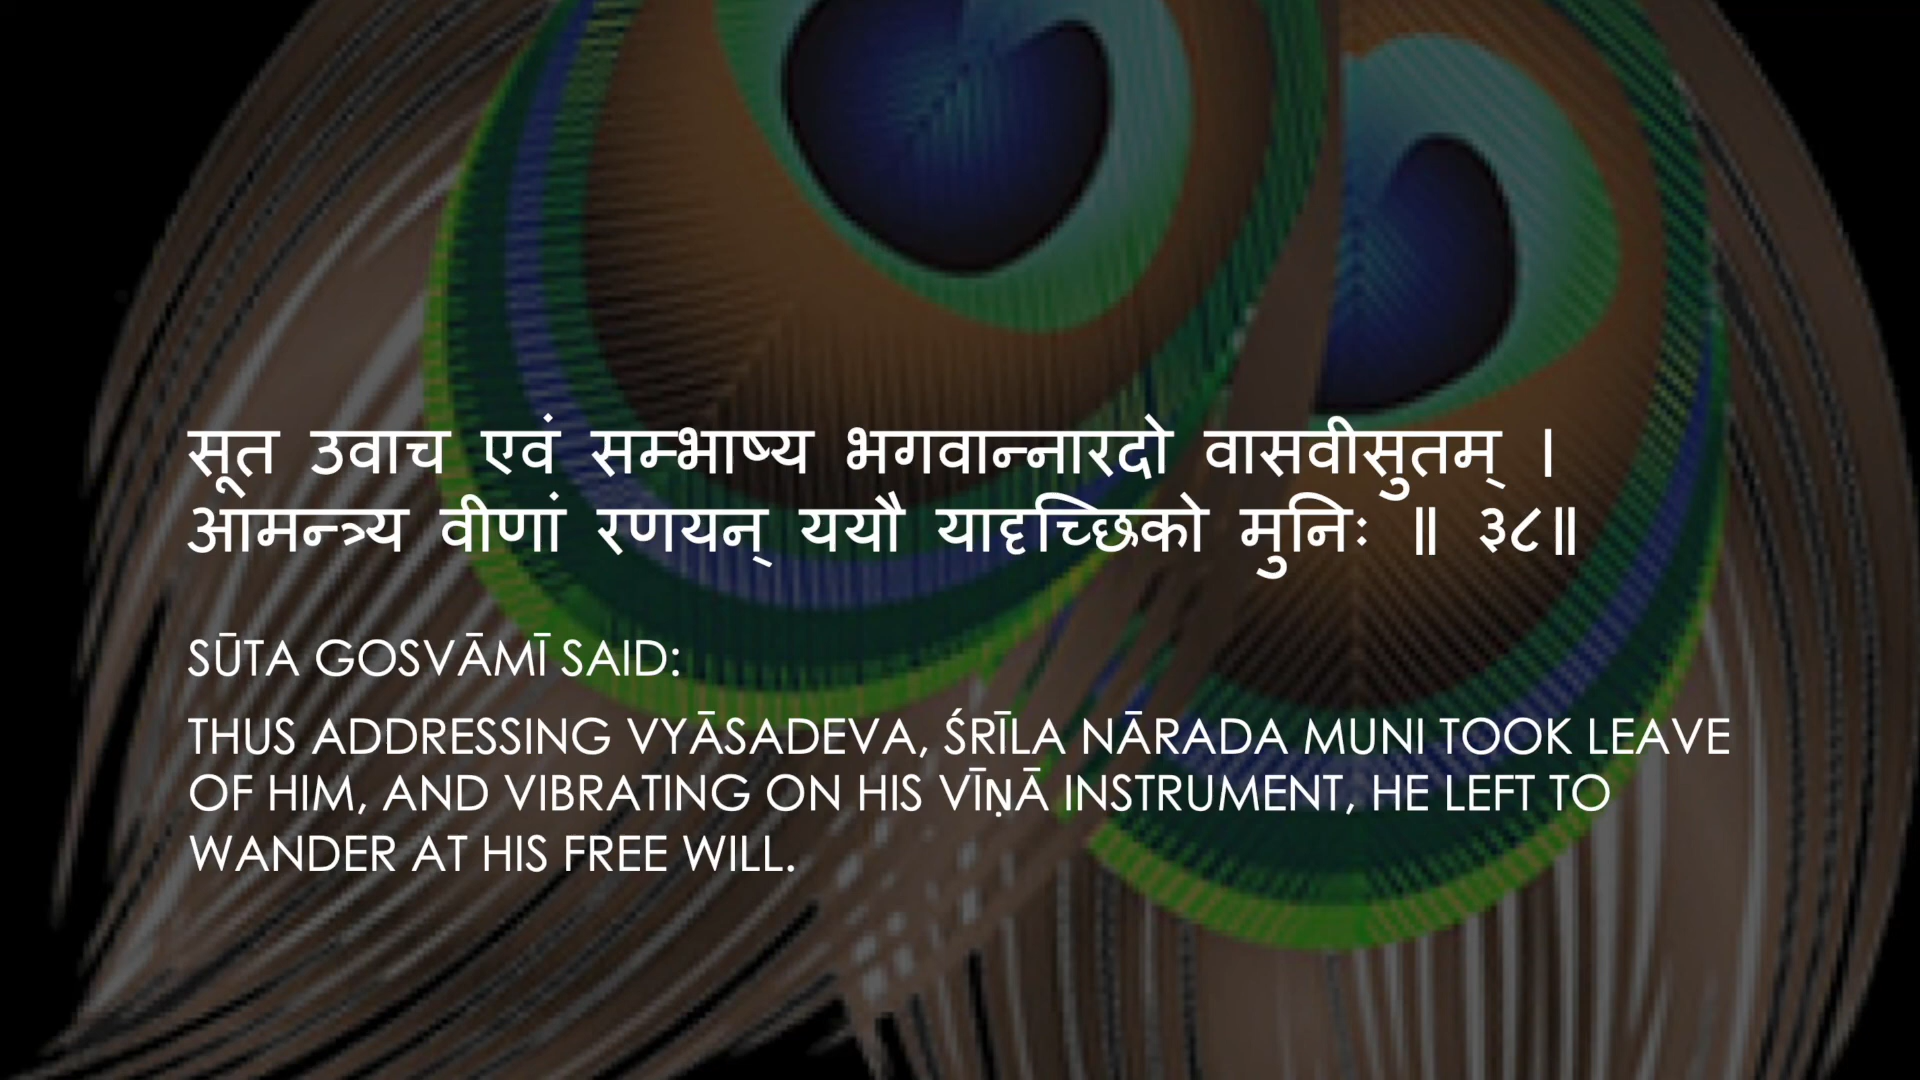 सूत उवाच एवं सम्भाष्य भगवान्नारदो वासवीसुतम् ।
आमन्त्र्य वीणां रणयन् ययौ यादृच्छिको मुनिः ॥ ३८॥
SŪTA GOSVĀMĪ SAID:
THUS ADDRESSING VYĀSADEVA, ŚRĪLA NĀRADA MUNI TOOK LEAVE
OF HIM, AND VIBRATING ON HIS VĪṆĀ INSTRUMENT, HE LEFT TO
WANDER AT HIS FREE WILL.